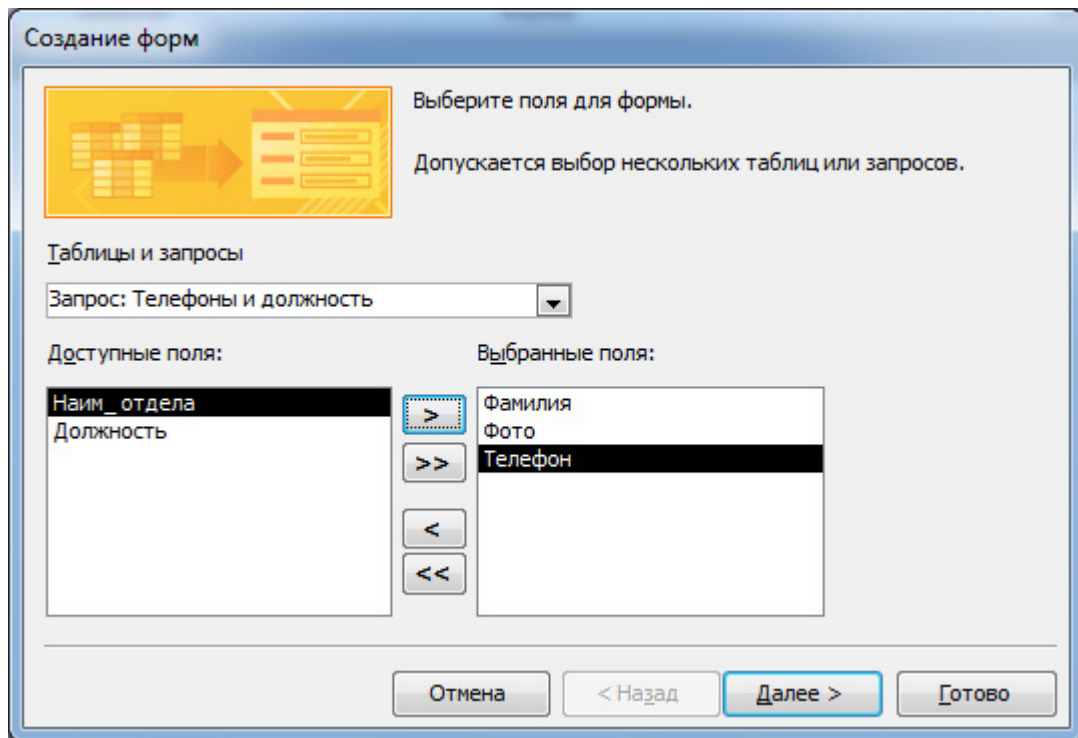 Создание форм
Выберите поля для формы.
Допускается выбор нескольких таблиц или запросов.
Таблицы и запросы
Запрос: Телефоны и должность
Доступные поля:
Выбранные поля:
Наим_отдела
Должность
>
>>
<
<<
Фамилия
Фото
Телефон
Отмена
< Назад
Далее >
Готово